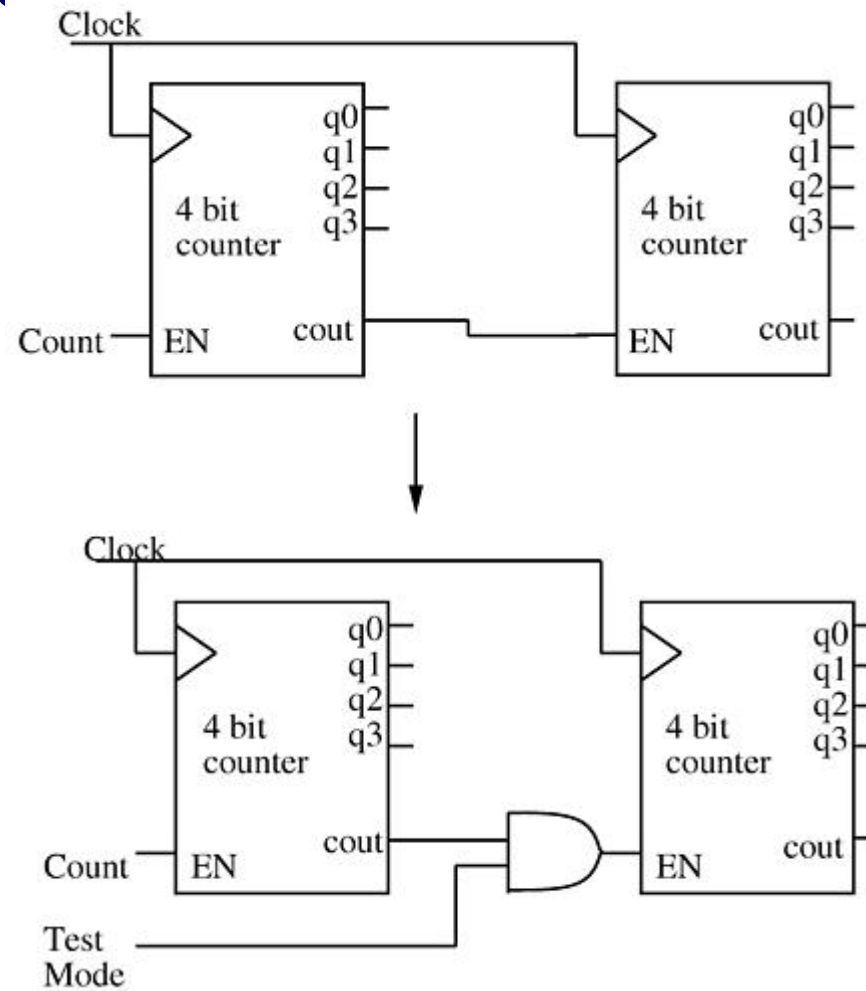 Clock
q0
q1
q2
q3
4 bit
counter
Count
EN
cout
q0
q1
q2
q3
4 bit
counter
EN
cout
Clock
q0
q1
q2
q3
4 bit
counter
Count
EN
cout
q0
q1
q2
q3
4 bit
counter
EN
cout
Test
Mode